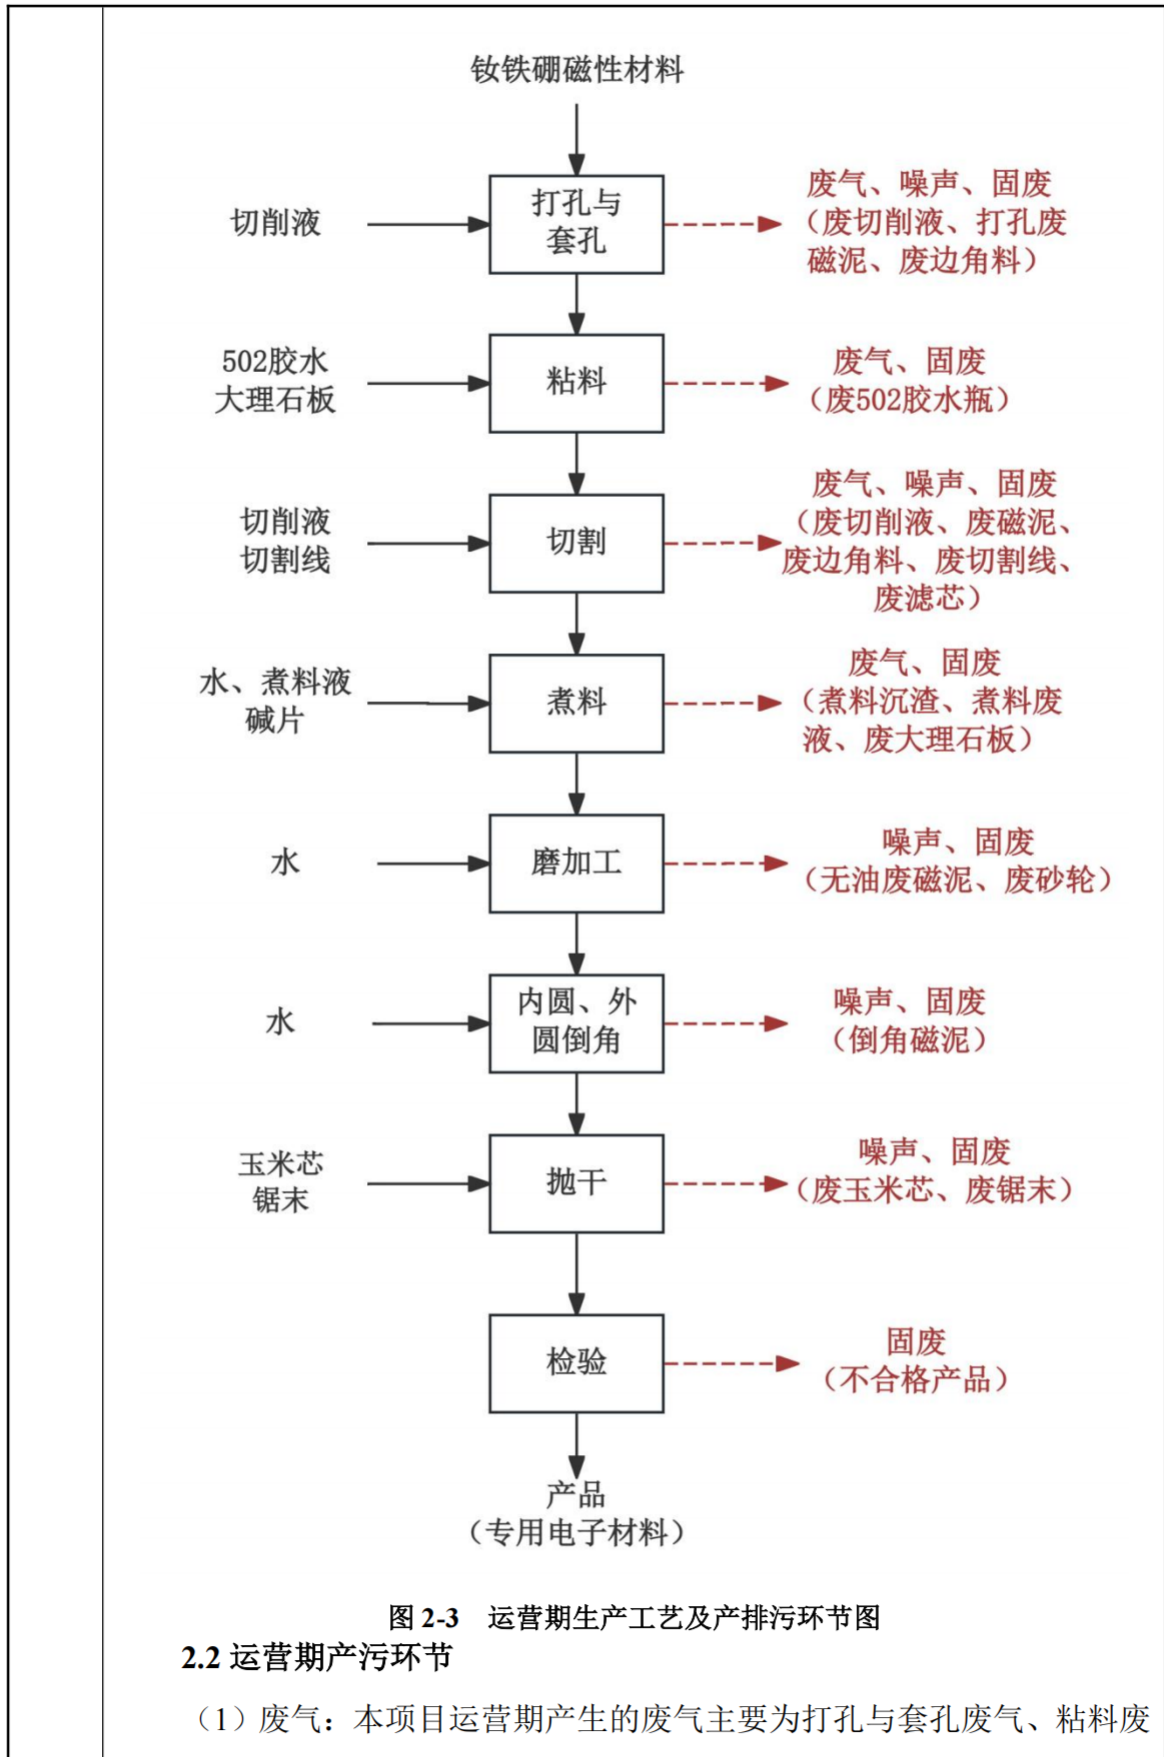 钕铁硼磁性材料
切削液
打孔与
套孔
废气、噪声、固废
（废切削液、打孔废
磁泥、废边角料）
502胶水
大理石板
粘料
废气、固废
（废502胶水瓶）
切削液
切割线
切割
废气、噪声、固废
（废切削液、废磁泥、
废边角料、废切割线、
废滤芯）
水、煮料液
碱片
煮料
废气、固废
（煮料沉渣、煮料废
液、废大理石板）
水
磨加工
噪声、固废
（无油废磁泥、废砂轮）
水
内圆、外
圆倒角
噪声、固废
（倒角磁泥）
玉米芯
锯末
抛干
噪声、固废
（废玉米芯、废锯末）
检验
固废
（不合格产品）
产品
（专用电子材料）
图 2-3 运营期生产工艺及产排污环节图
2.2 运营期产污环节
（1）废气：本项目运营期产生的废气主要为打孔与套孔废气、粘料废